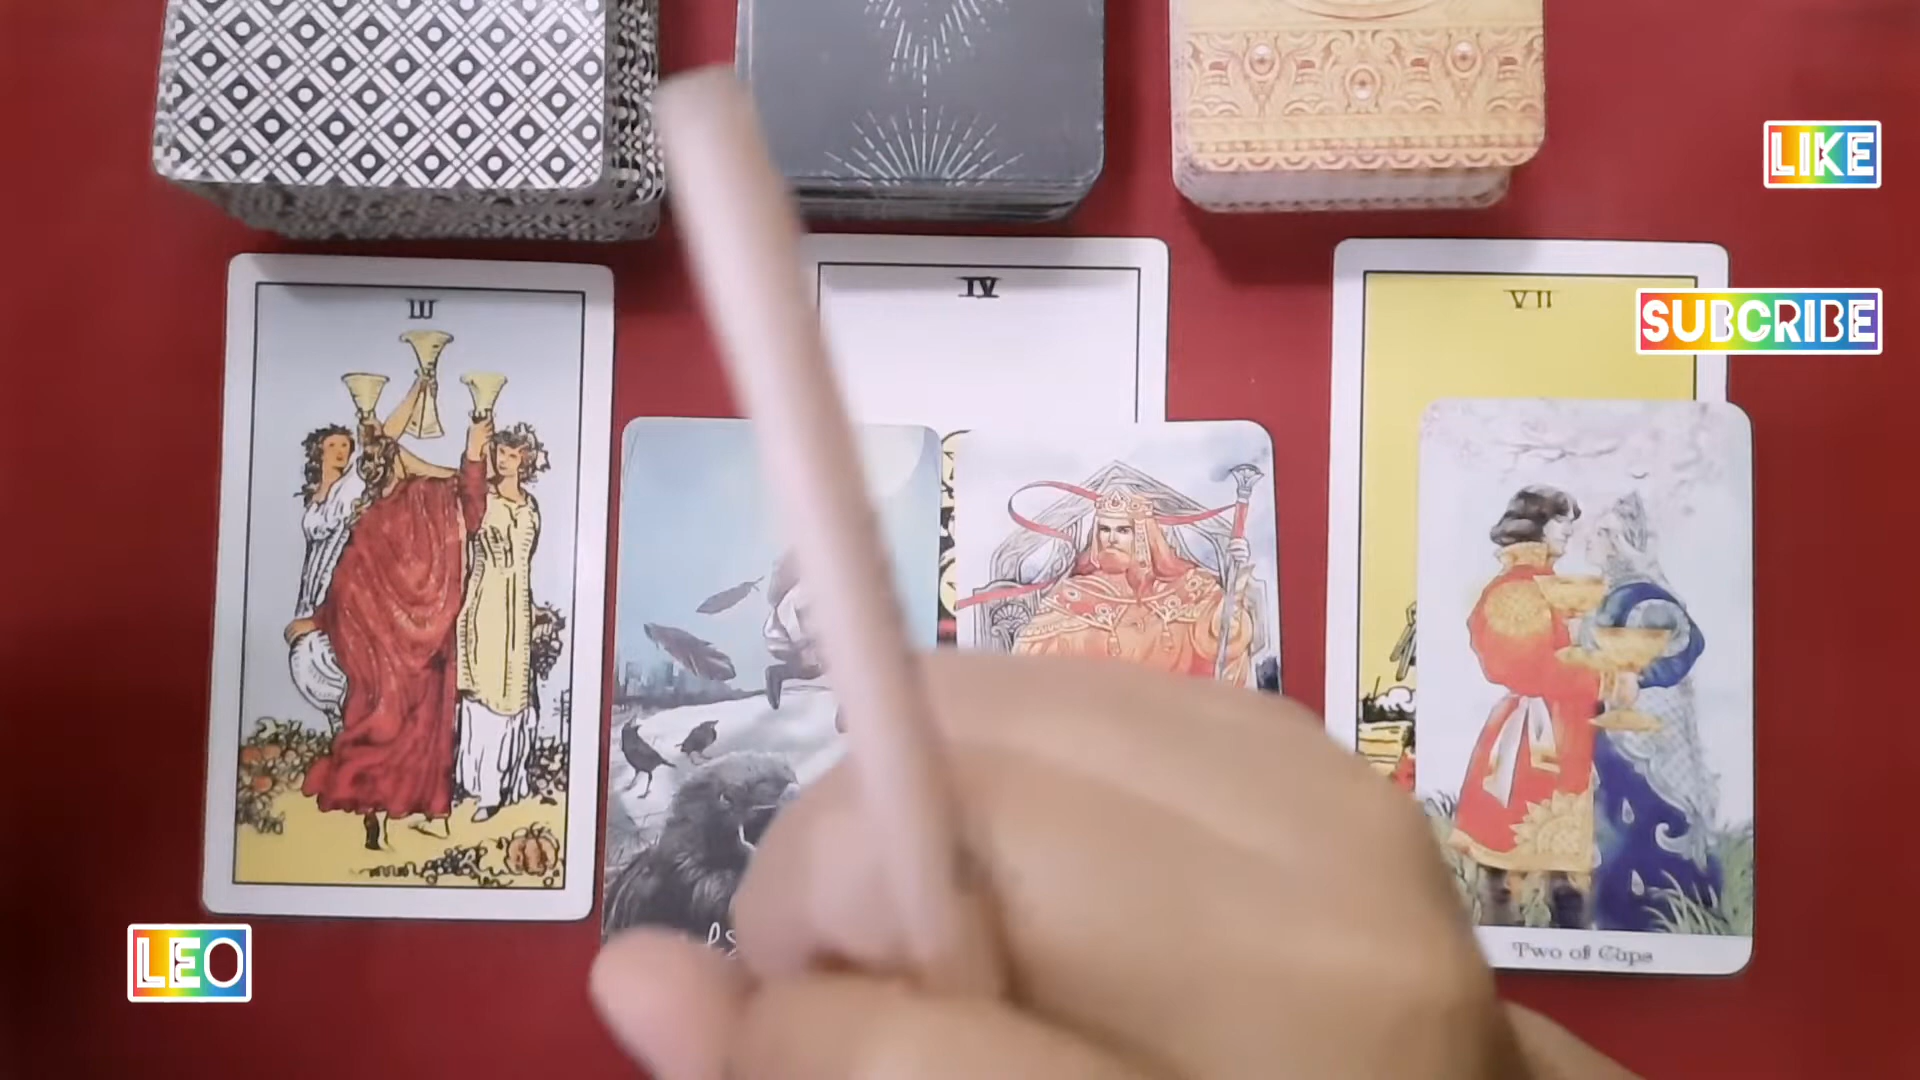 LIKE
III
IV
VII
SUBCRIBE
LEO
Two of Cups